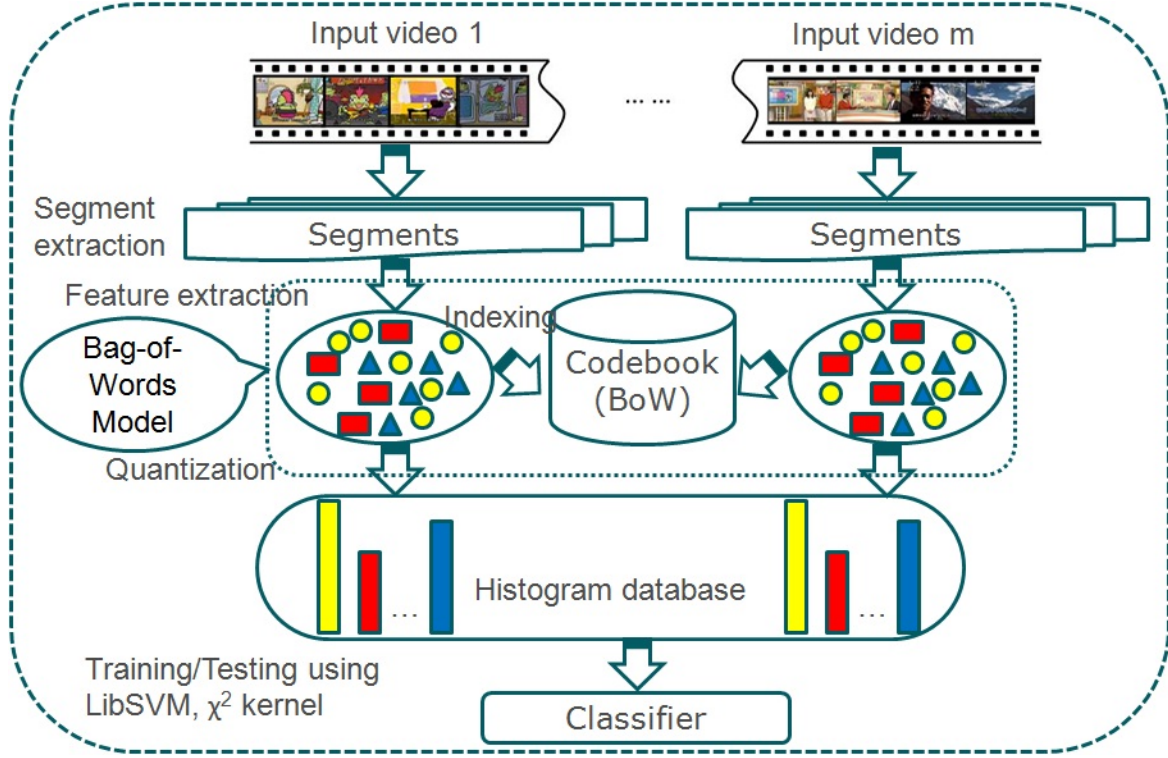 Input video 1
Input video m
... ...
Segment
extraction
Segments
Segments
Feature extraction
Indexing
Bag-of-
Words
Model
Codebook
(BoW)
Quantization
Histogram database
...
...
Training/Testing using
LibSVM, χ² kernel
Classifier